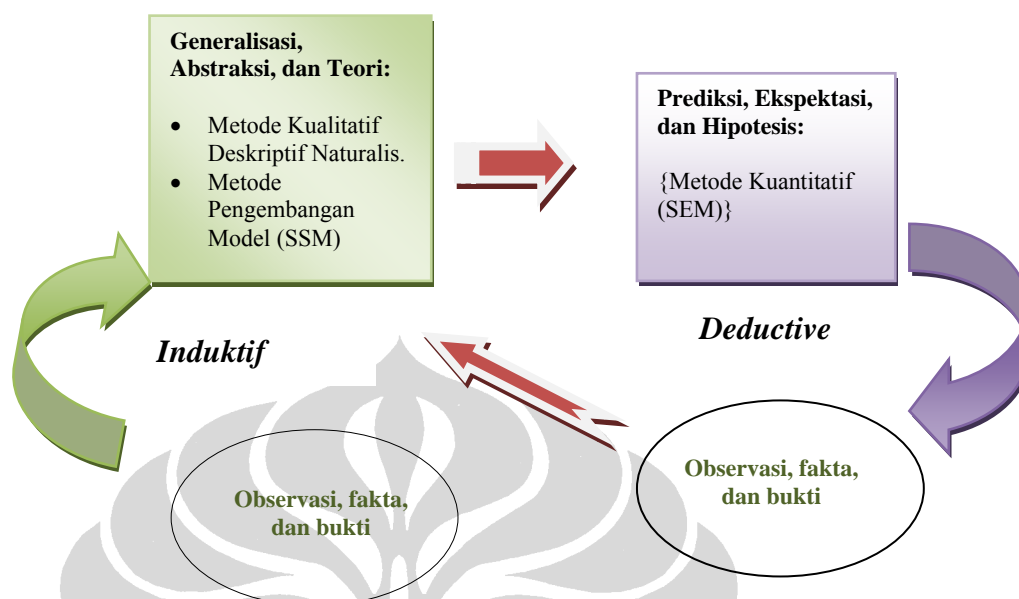 Generalisasi,
Abstraksi, dan Teori:
• Metode Kualitatif
Deskriptif Naturalis.
• Metode
Pengembangan
Model (SSM)
Prediksi, Ekspektasi,
dan Hipotesis:
{Metode Kuantitatif
(SEM)}
Induktif
Deductive
Observasi, fakta,
dan bukti
Observasi, fakta,
dan bukti